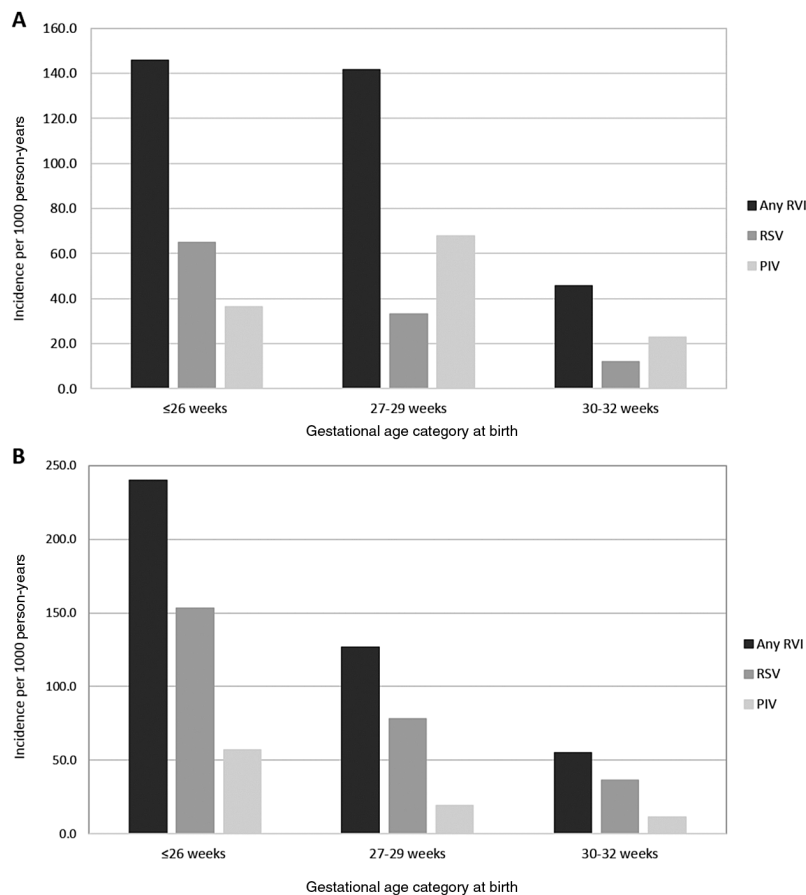 A
160.0
140.0
120.0
100.0
80.0
60.0
40.0
20.0
0.0
Incidence per 1000 person-years
Any RVI
RSV
PIV
≤26 weeks 27-29 weeks 30-32 weeks
Gestational age category at birth
B
250.0
200.0
150.0
100.0
50.0
0.0
Incidence per 1000 person-years
Any RVI
RSV
PIV
≤26 weeks 27-29 weeks 30-32 weeks
Gestational age category at birth